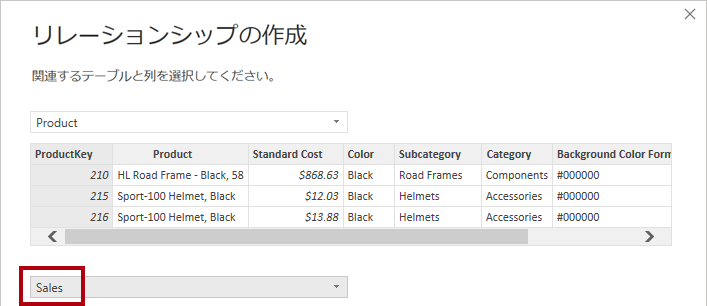 リレーションシップの作成
関連するテーブルと列を選択してください。
Product
ProductKey Product Standard Cost Color Subcategory Category Background Color Form
210 HL Road Frame - Black, 58 $868.63 Black Road Frames Components #000000
215 Sport-100 Helmet, Black $12.03 Black Helmets Accessories #000000
216 Sport-100 Helmet, Black $13.88 Black Helmets Accessories #000000
Sales